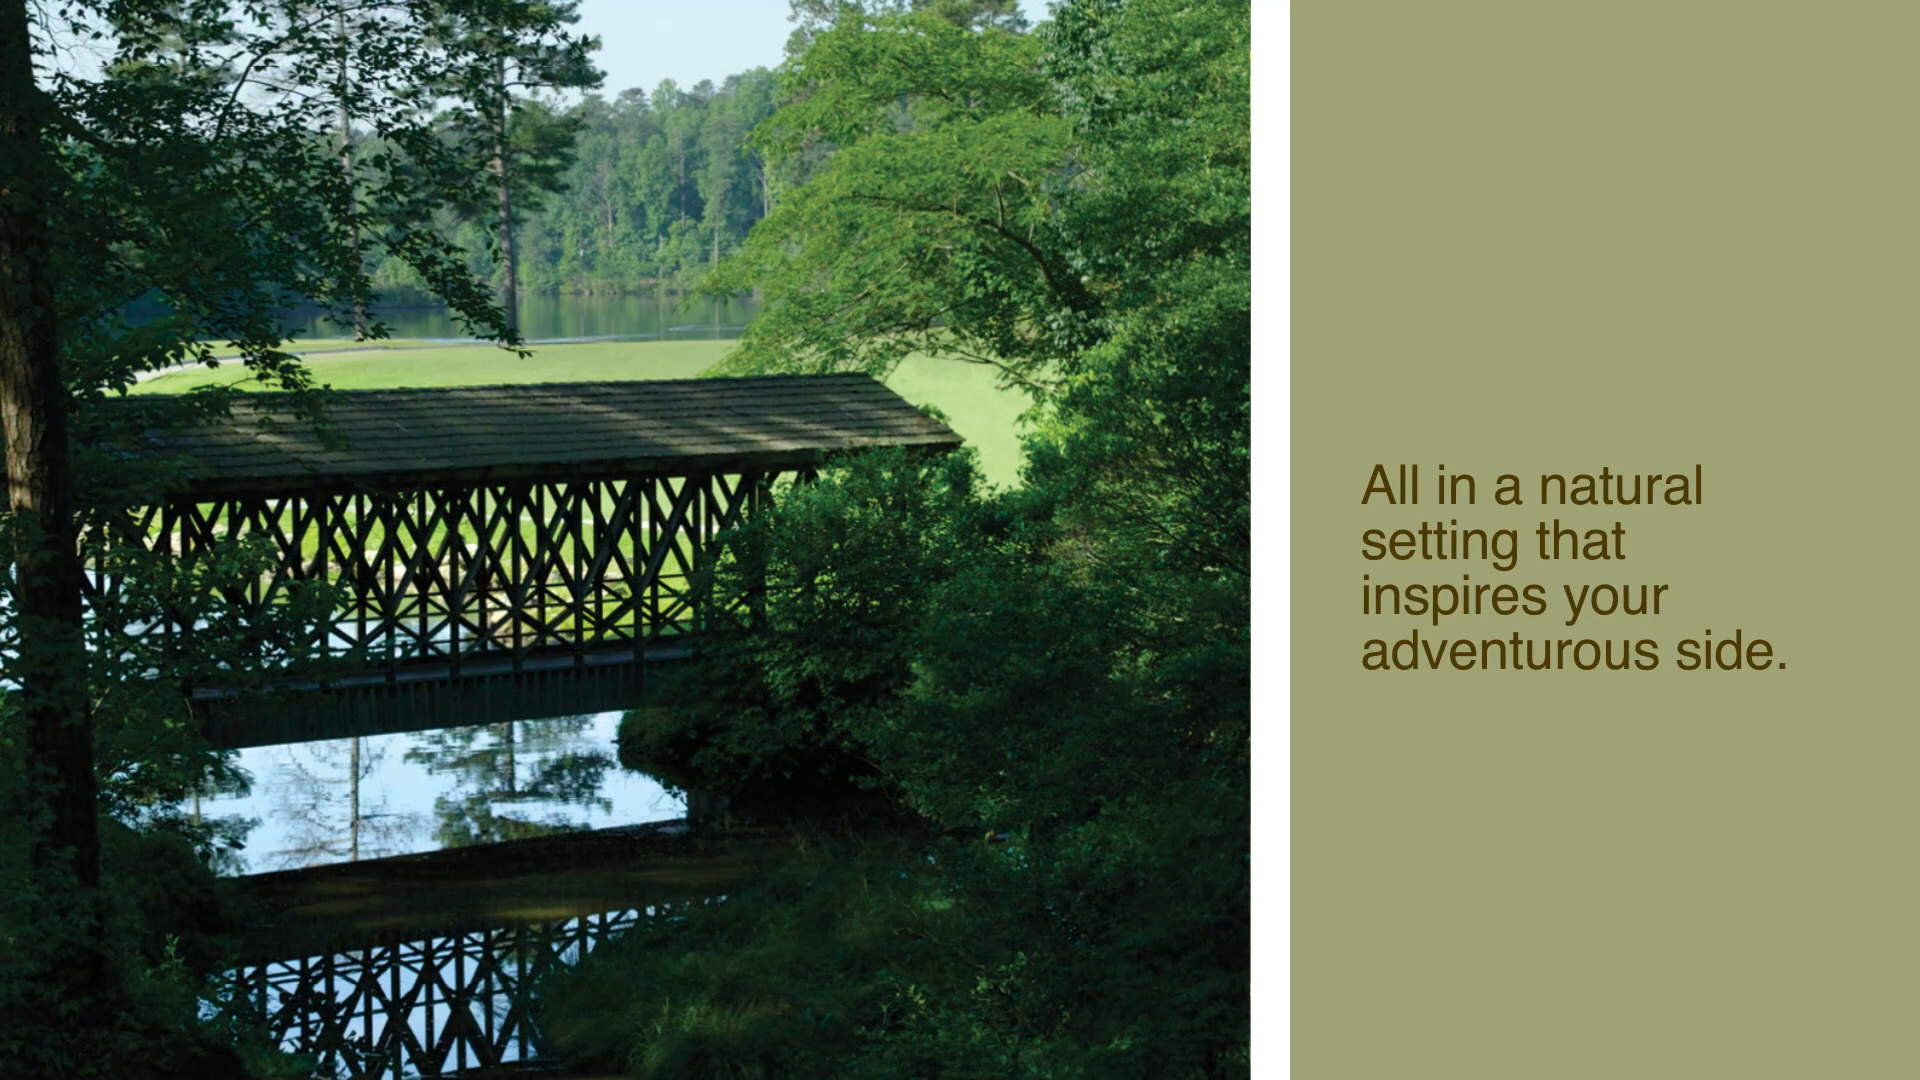 All in a natural
setting that
inspires your
adventurous side.